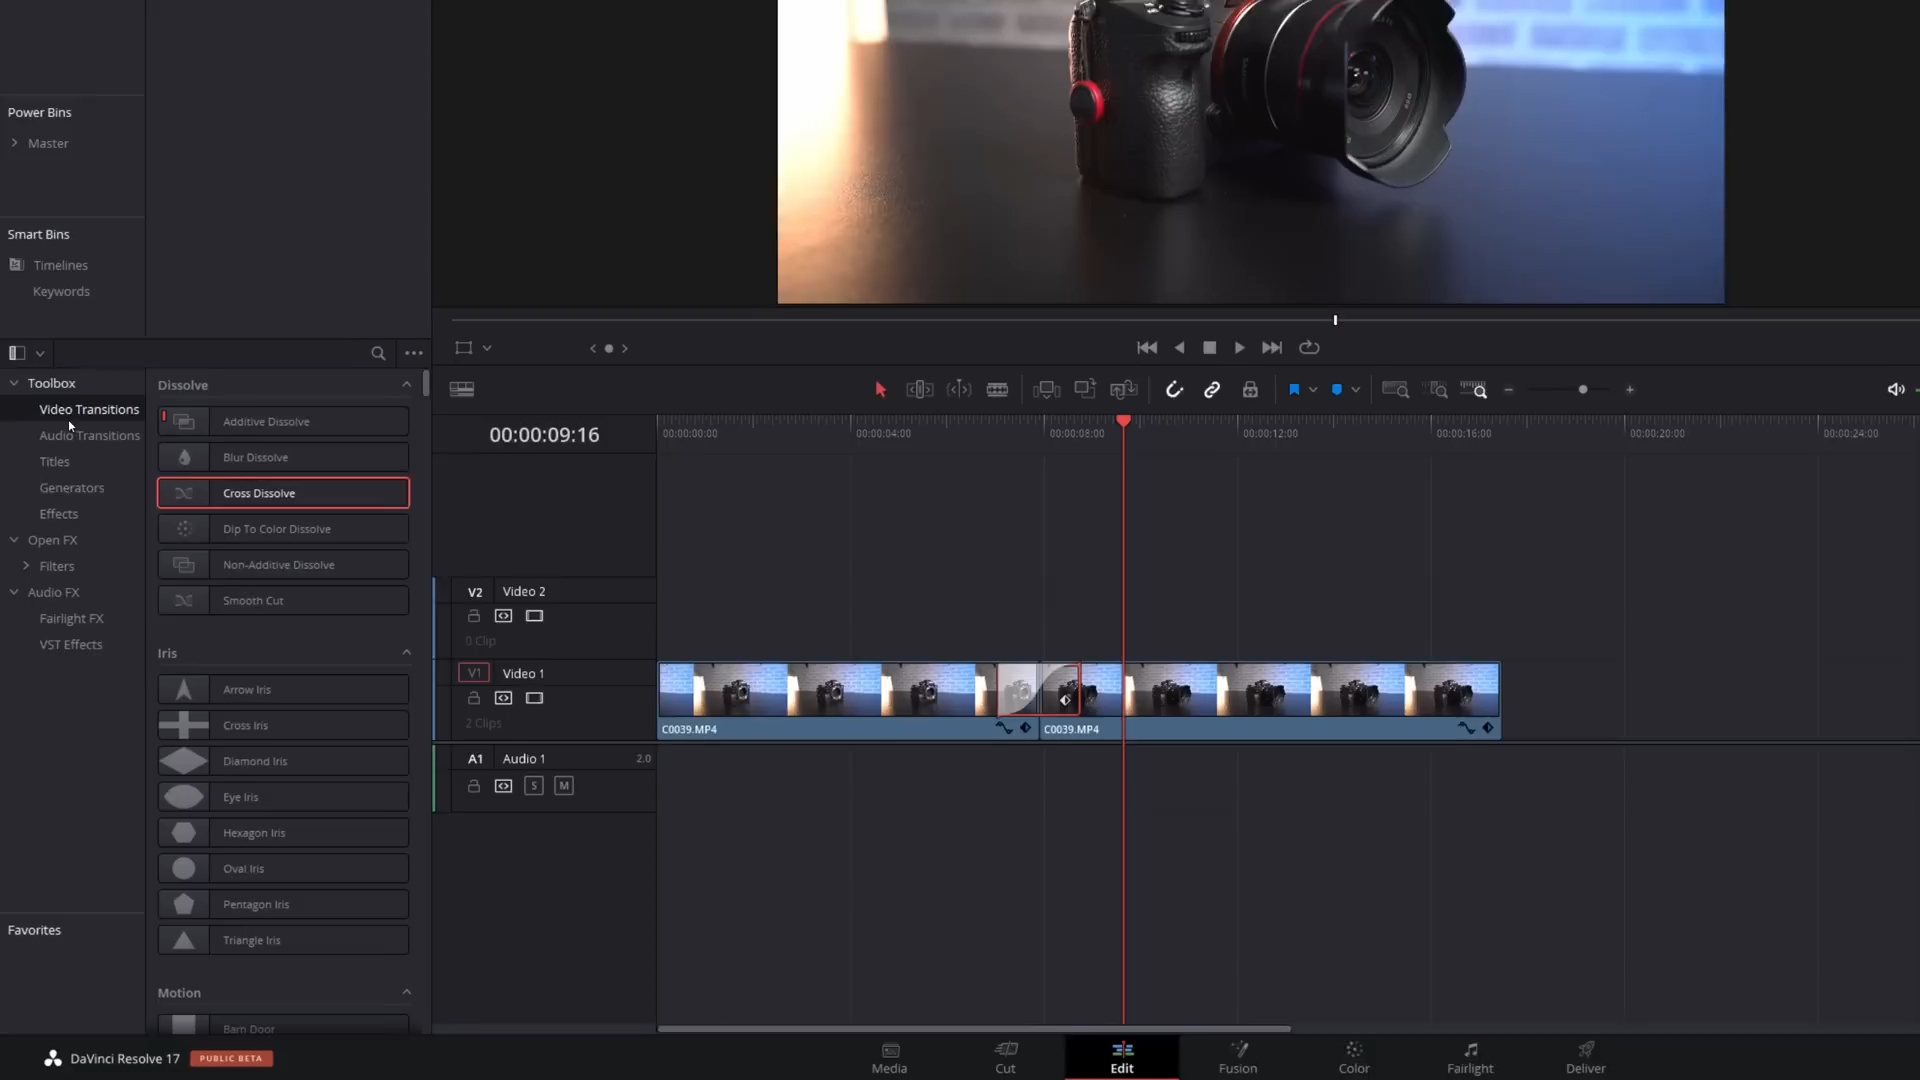 Power Bins
Master
Smart Bins
Timelines
Keywords
Toolbox
Video Transitions
Audio Transitions
Titles
Generators
Effects
Open FX
Filters
Audio FX
Fairlight FX
VST Effects
Favorites
Dissolve
Additive Dissolve
Blur Dissolve
Cross Dissolve
Dip To Color Dissolve
Non-Additive Dissolve
Smooth Cut
Iris
Arrow Iris
Cross Iris
Diamond Iris
Eye Iris
Hexagon Iris
Oval Iris
Pentagon Iris
Triangle Iris
Motion
Barn Door
00:00:09:16
00:00:00:00 00:00:04:00 00:00:08:00 00:00:12:00 00:00:16:00 00:00:20:00 00:00:24:00
V2 Video 2
0 Clip
V1 Video 1
2 Clips
C0039.MP4 C0039.MP4
A1 Audio 1 2.0
S M
DaVinci Resolve 17 PUBLIC BETA
Media Cut Edit Fusion Color Fairlight Deliver